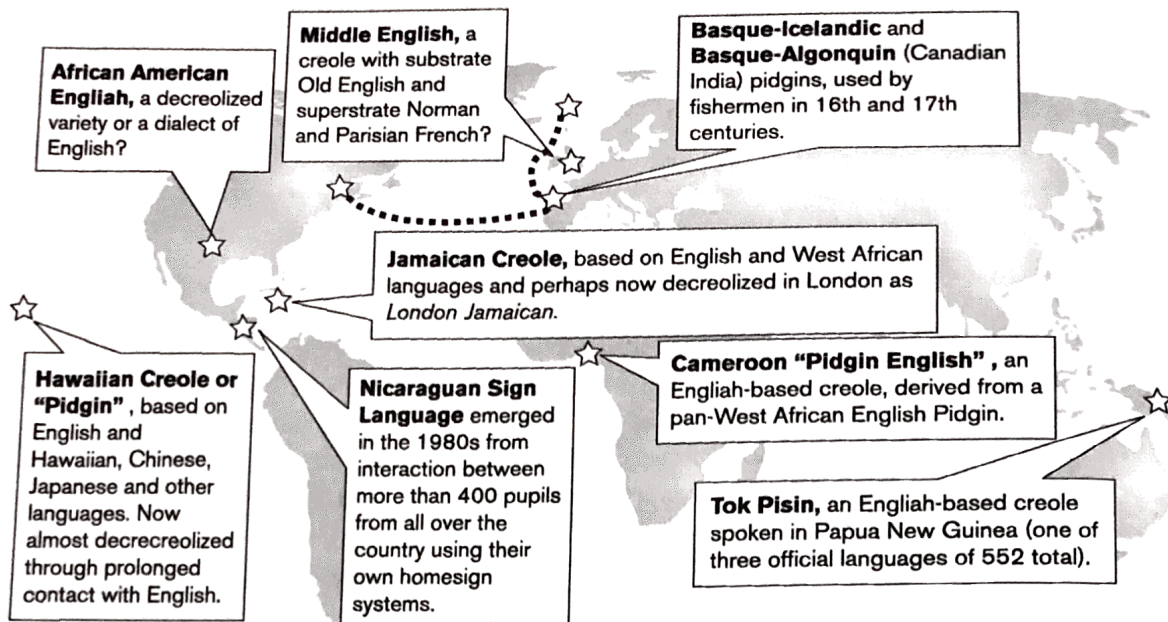 African American
Engliah, a decreolized
variety or a dialect of
English?
Middle English, a
creole with substrate
Old English and
superstrate Norman
and Parisian French?
Basque-Icelandic and
Basque-Algonquin (Canadian
India) pidgins, used by
fishermen in 16th and 17th
centuries.
Jamaican Creole, based on English and West African
languages and perhaps now decreolized in London as
London Jamaican.
Hawaiian Creole or
"Pidgin" , based on
English and
Hawaiian, Chinese,
Japanese and other
languages. Now
almost decrecreolized
through prolonged
contact with English.
Nicaraguan Sign
Language emerged
in the 1980s from
interaction between
more than 400 pupils
from all over the
country using their
own homesign
systems.
Cameroon "Pidgin English" , an
Engliah-based creole, derived from a
pan-West African English Pidgin.
Tok Pisin, an Engliah-based creole
spoken in Papua New Guinea (one of
three official languages of 552 total).